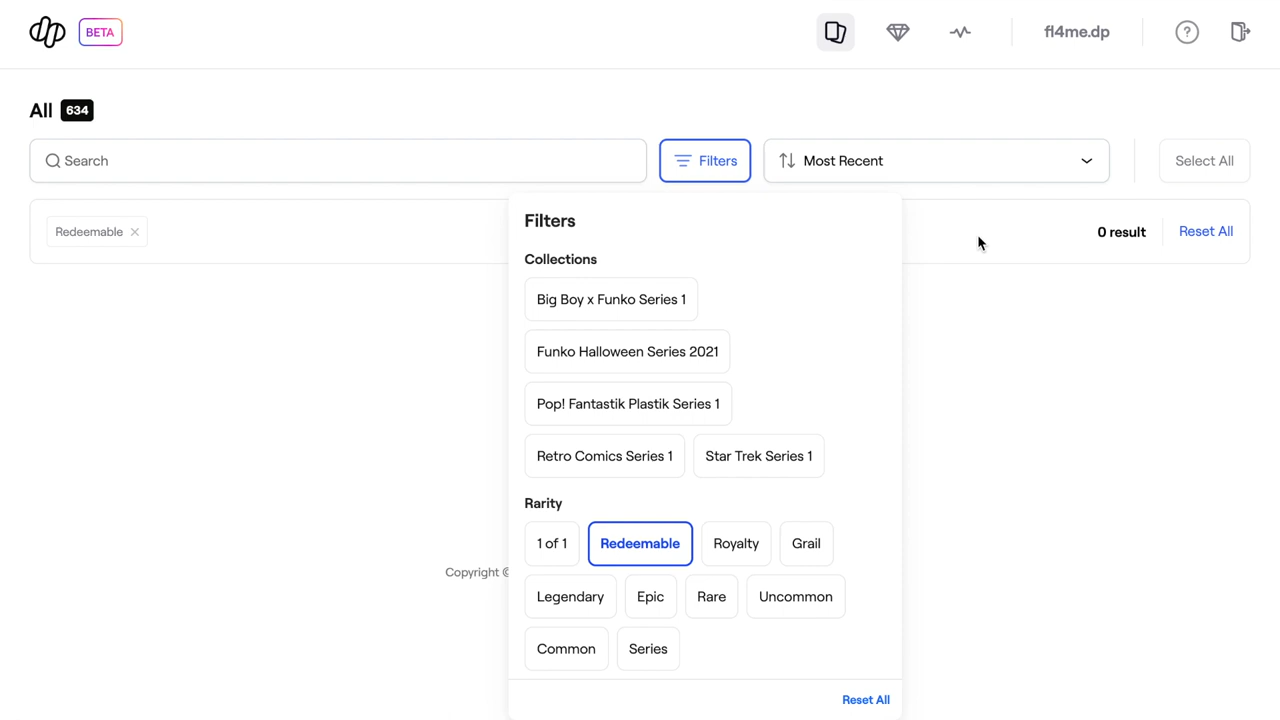 BETA
fl4me.dp
All 634
Search
Filters
Most Recent
Select All
Redeemable
0 result
Reset All
Filters
Collections
Big Boy x Funko Series 1
Funko Halloween Series 2021
Pop! Fantastik Plastik Series 1
Retro Comics Series 1
Star Trek Series 1
Rarity
1 of 1
Redeemable
Royalty
Grail
Copyright ©
Legendary
Epic
Rare
Uncommon
Common
Series
Reset All